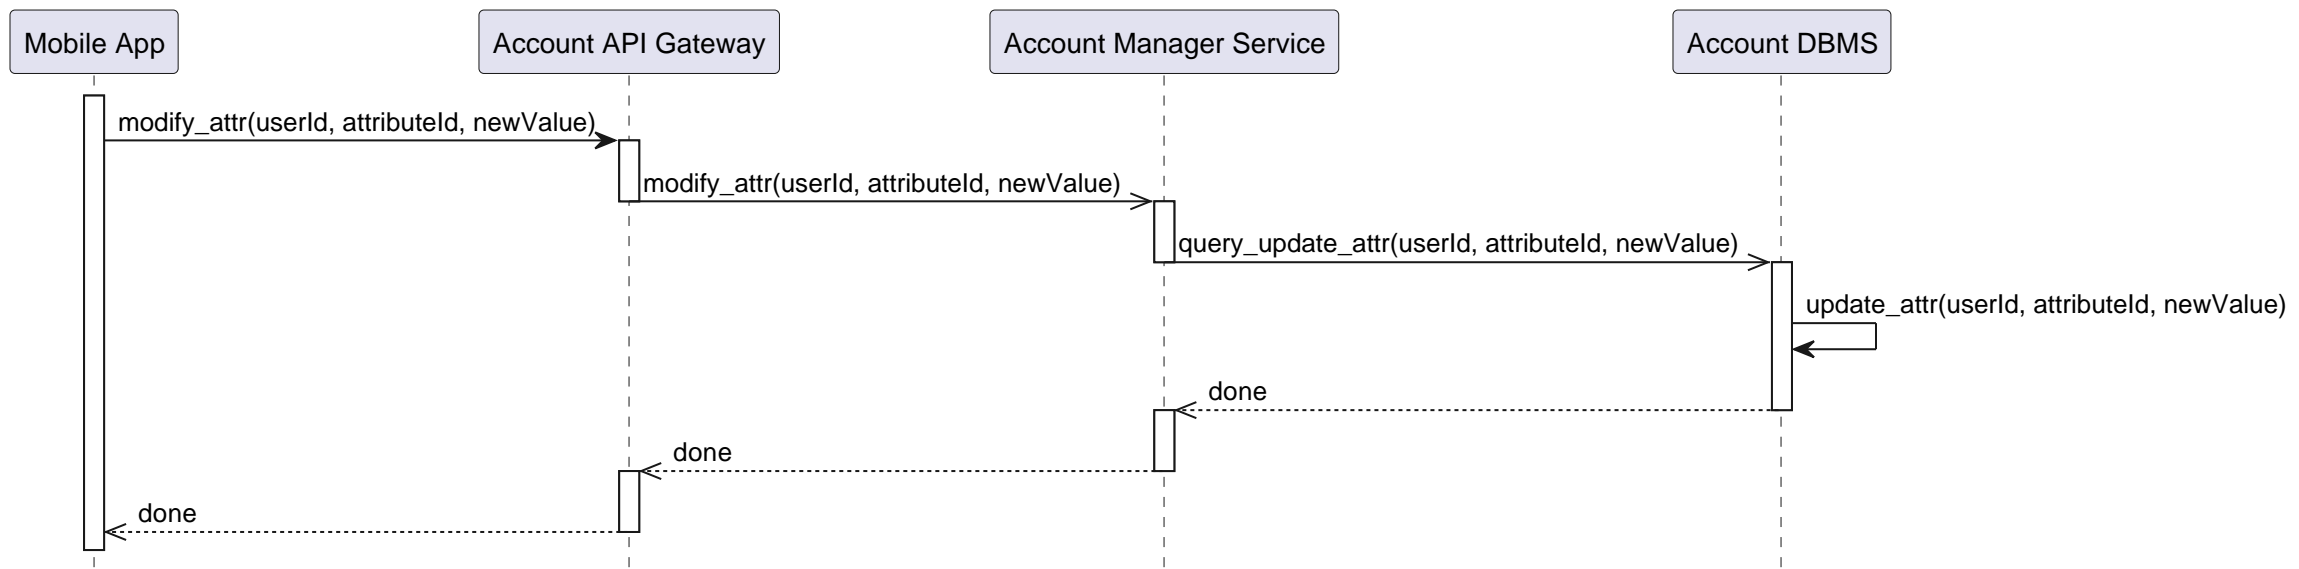 Mobile App
Account API Gateway
Account Manager Service
Account DBMS
modify_attr(userId, attributeId, newValue)
modify_attr(userId, attributeId, newValue)
query_update_attr(userId, attributeId, newValue)
update_attr(userId, attributeId, newValue)
done
done
done